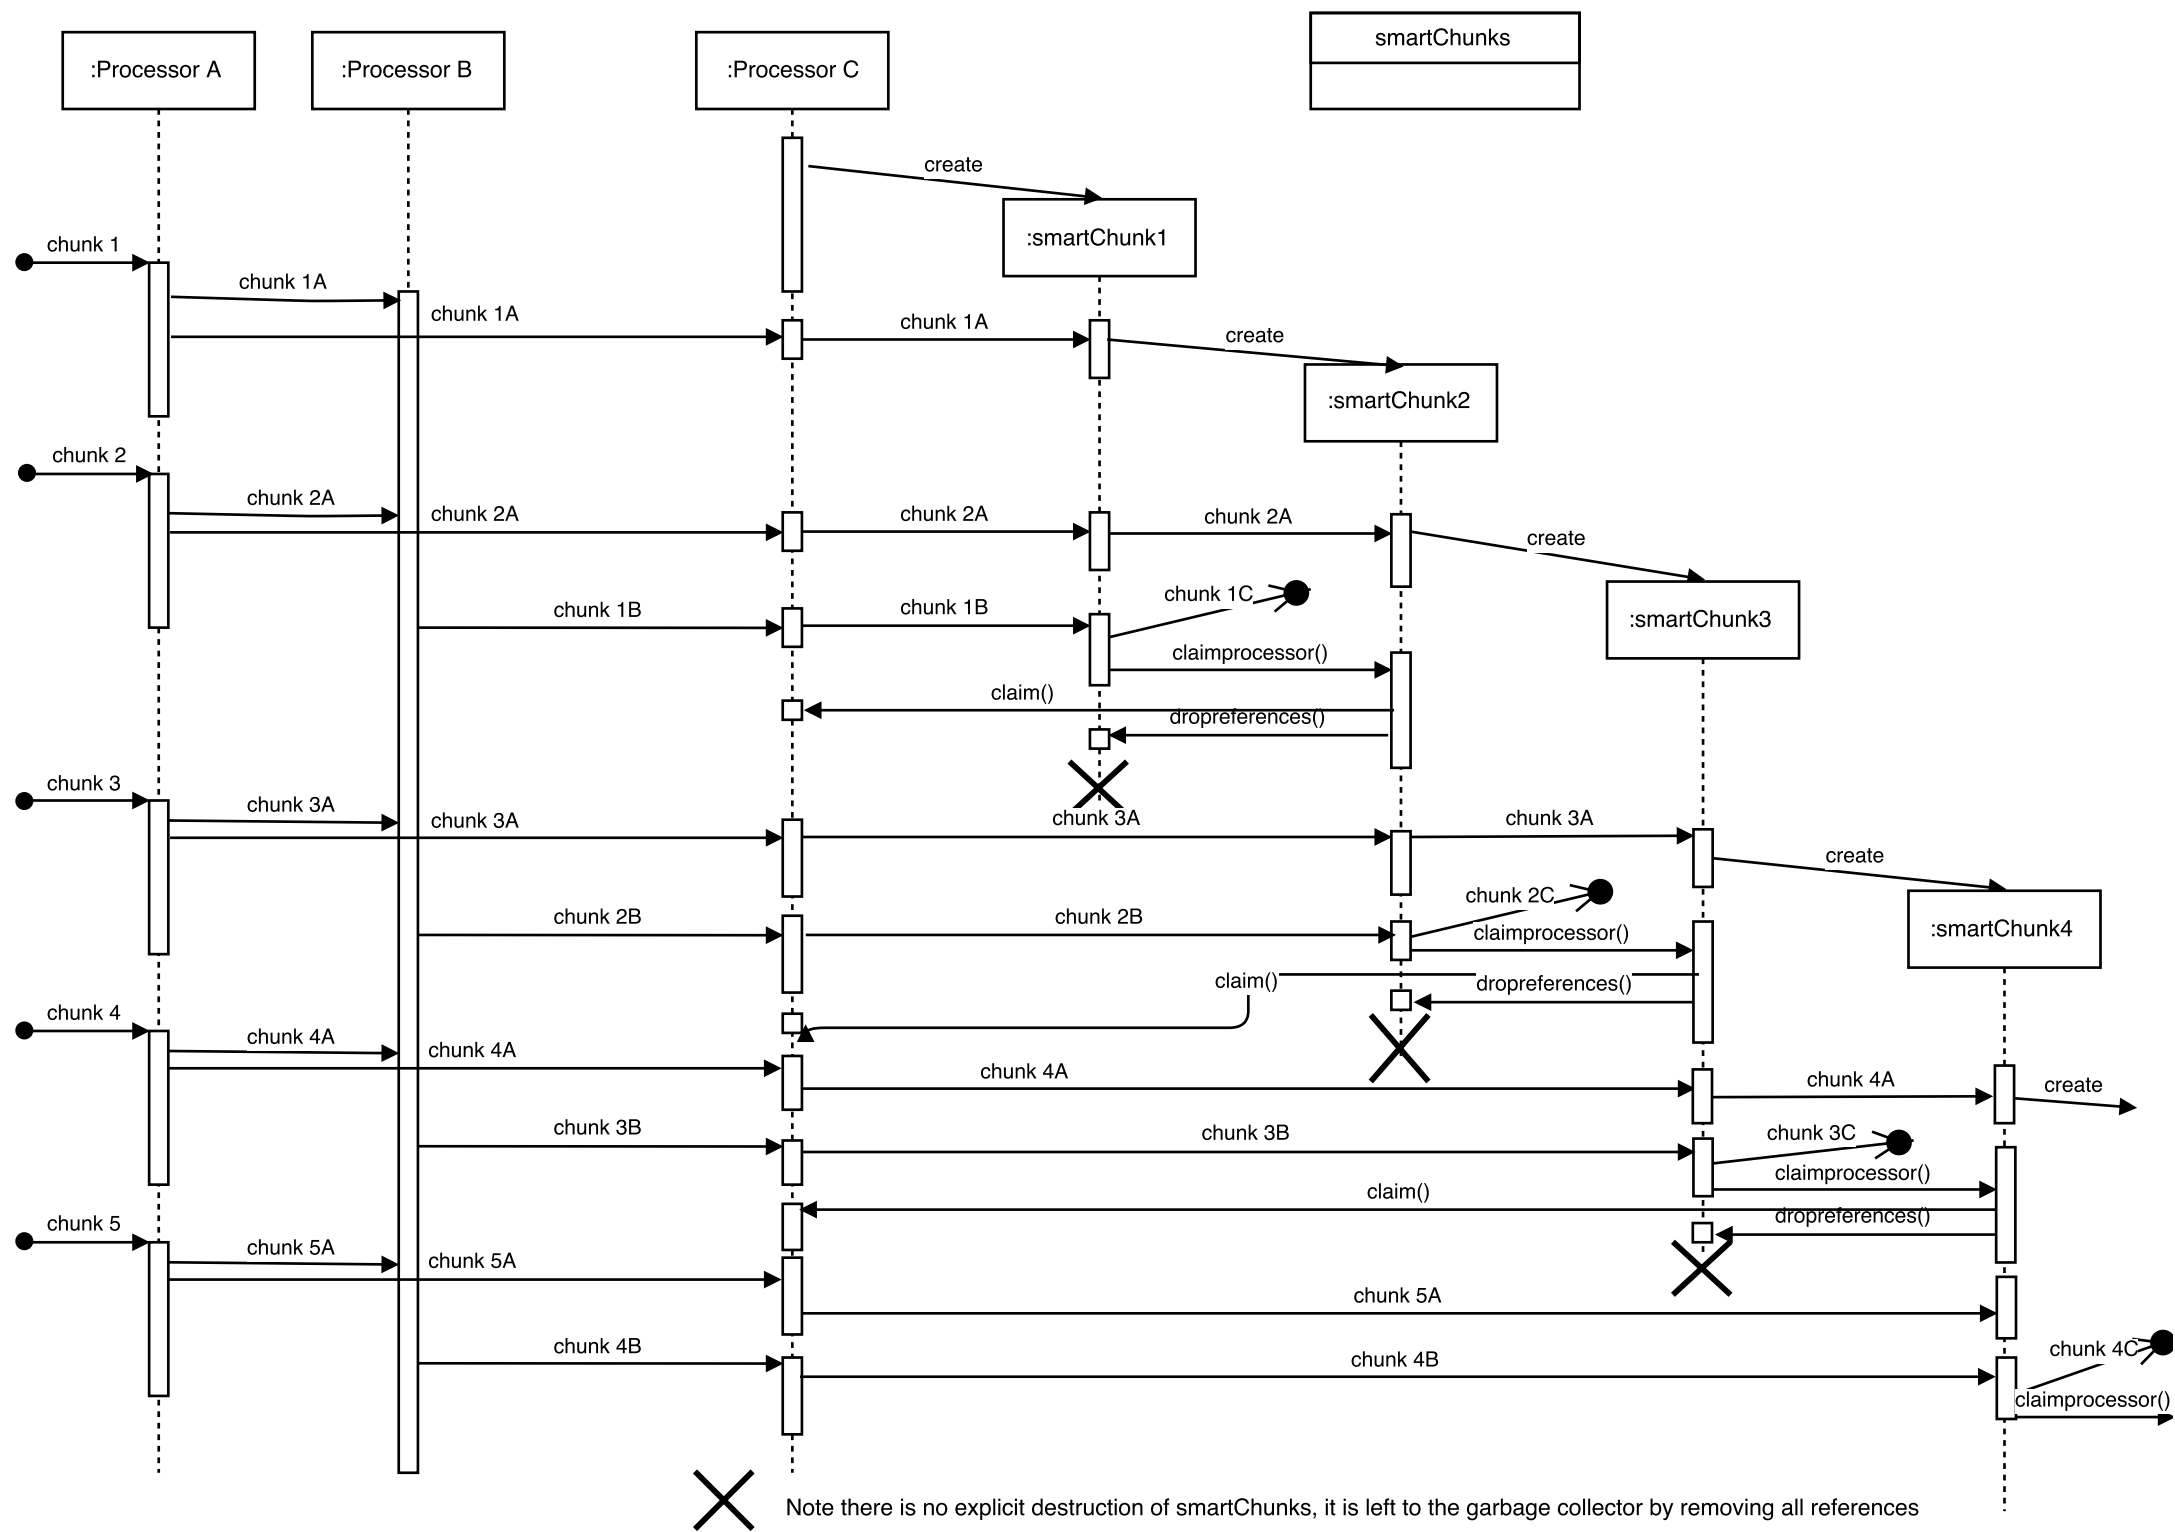 smartChunks
:Processor A
:Processor B
:Processor C
create
:smartChunk1
chunk 1
chunk 1A
chunk 1A
chunk 1A
create
:smartChunk2
chunk 2
chunk 2A
chunk 2A
chunk 2A
chunk 2A
create
chunk 1B
chunk 1B
chunk 1C
:smartChunk3
claimprocessor()
claim()
dropreferences()
chunk 3
chunk 3A
chunk 3A
chunk 3A
chunk 3A
create
chunk 2B
chunk 2B
chunk 2C
claimprocessor()
:smartChunk4
claim()
dropreferences()
chunk 4
chunk 4A
chunk 4A
chunk 4A
chunk 4A
create
chunk 3B
chunk 3B
chunk 3C
claimprocessor()
claim()
dropreferences()
chunk 5
chunk 5A
chunk 5A
chunk 5A
chunk 4B
chunk 4B
chunk 4C
claimprocessor()
Note there is no explicit destruction of smartChunks, it is left to the garbage collector by removing all references